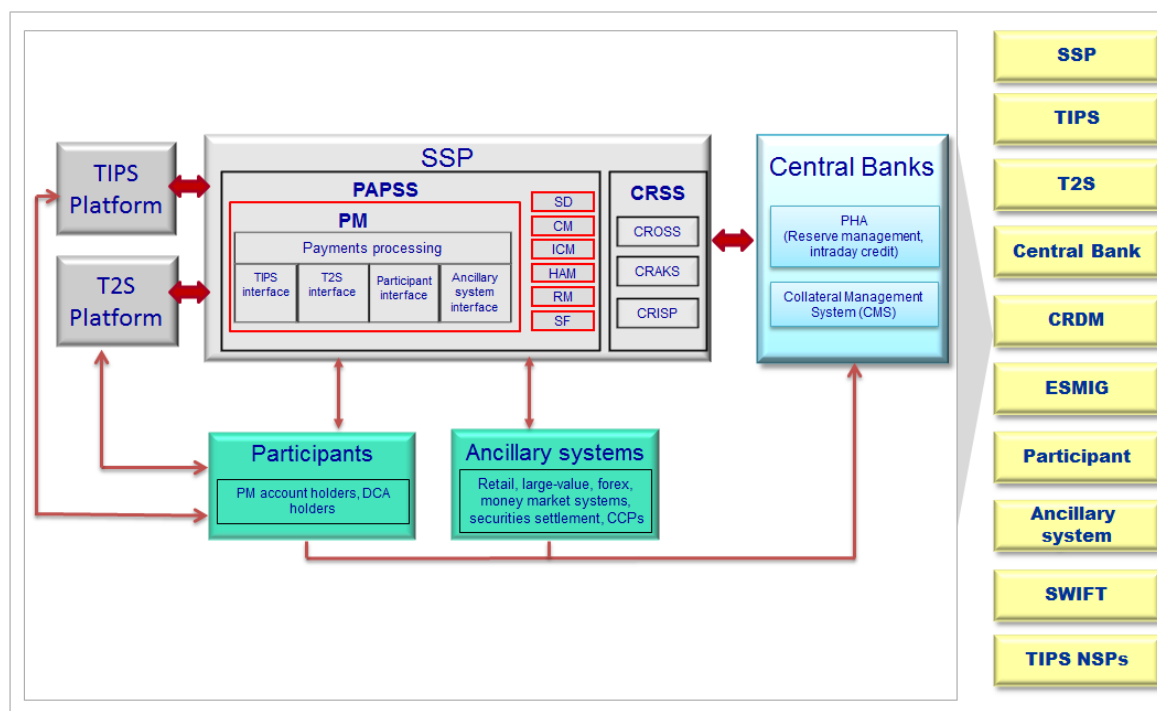 SSP
TIPS
Platform
T2S
Platform
PAPSS
PM
Payments processing
TIPS
interface
T2S
interface
Participant
interface
Ancillary
system
interface
SD
CM
ICM
HAM
RM
SF
CRSS
CROSS
CRAKS
CRISP
Central Banks
PHA
(Reserve management,
intraday credit)
Collateral Management
System (CMS)
Participants
PM account holders, DCA
holders
Ancillary systems
Retail, large-value, forex,
money market systems,
securities settlement, CCPs
SSP
TIPS
T2S
Central Bank
CRDM
ESMIG
Participant
Ancillary
system
SWIFT
TIPS NSPs